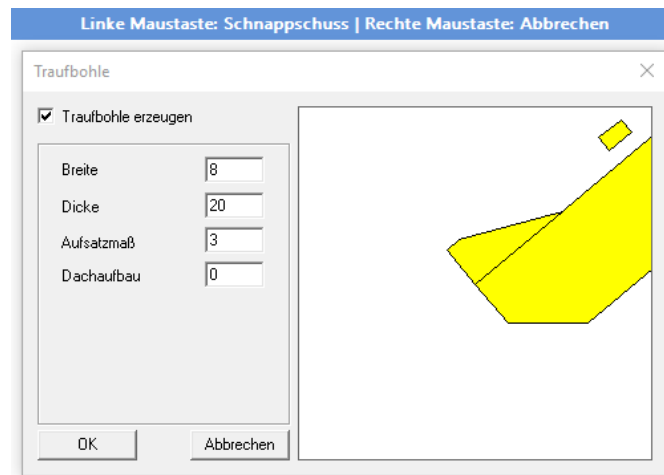 Linke Maustaste: Schnappschuss | Rechte Maustaste: Abbrechen
Traufbohle
Traufbohle erzeugen
Breite 8
Dicke 20
Aufsatzmaß 3
Dachaufbau 0
OK Abbrechen